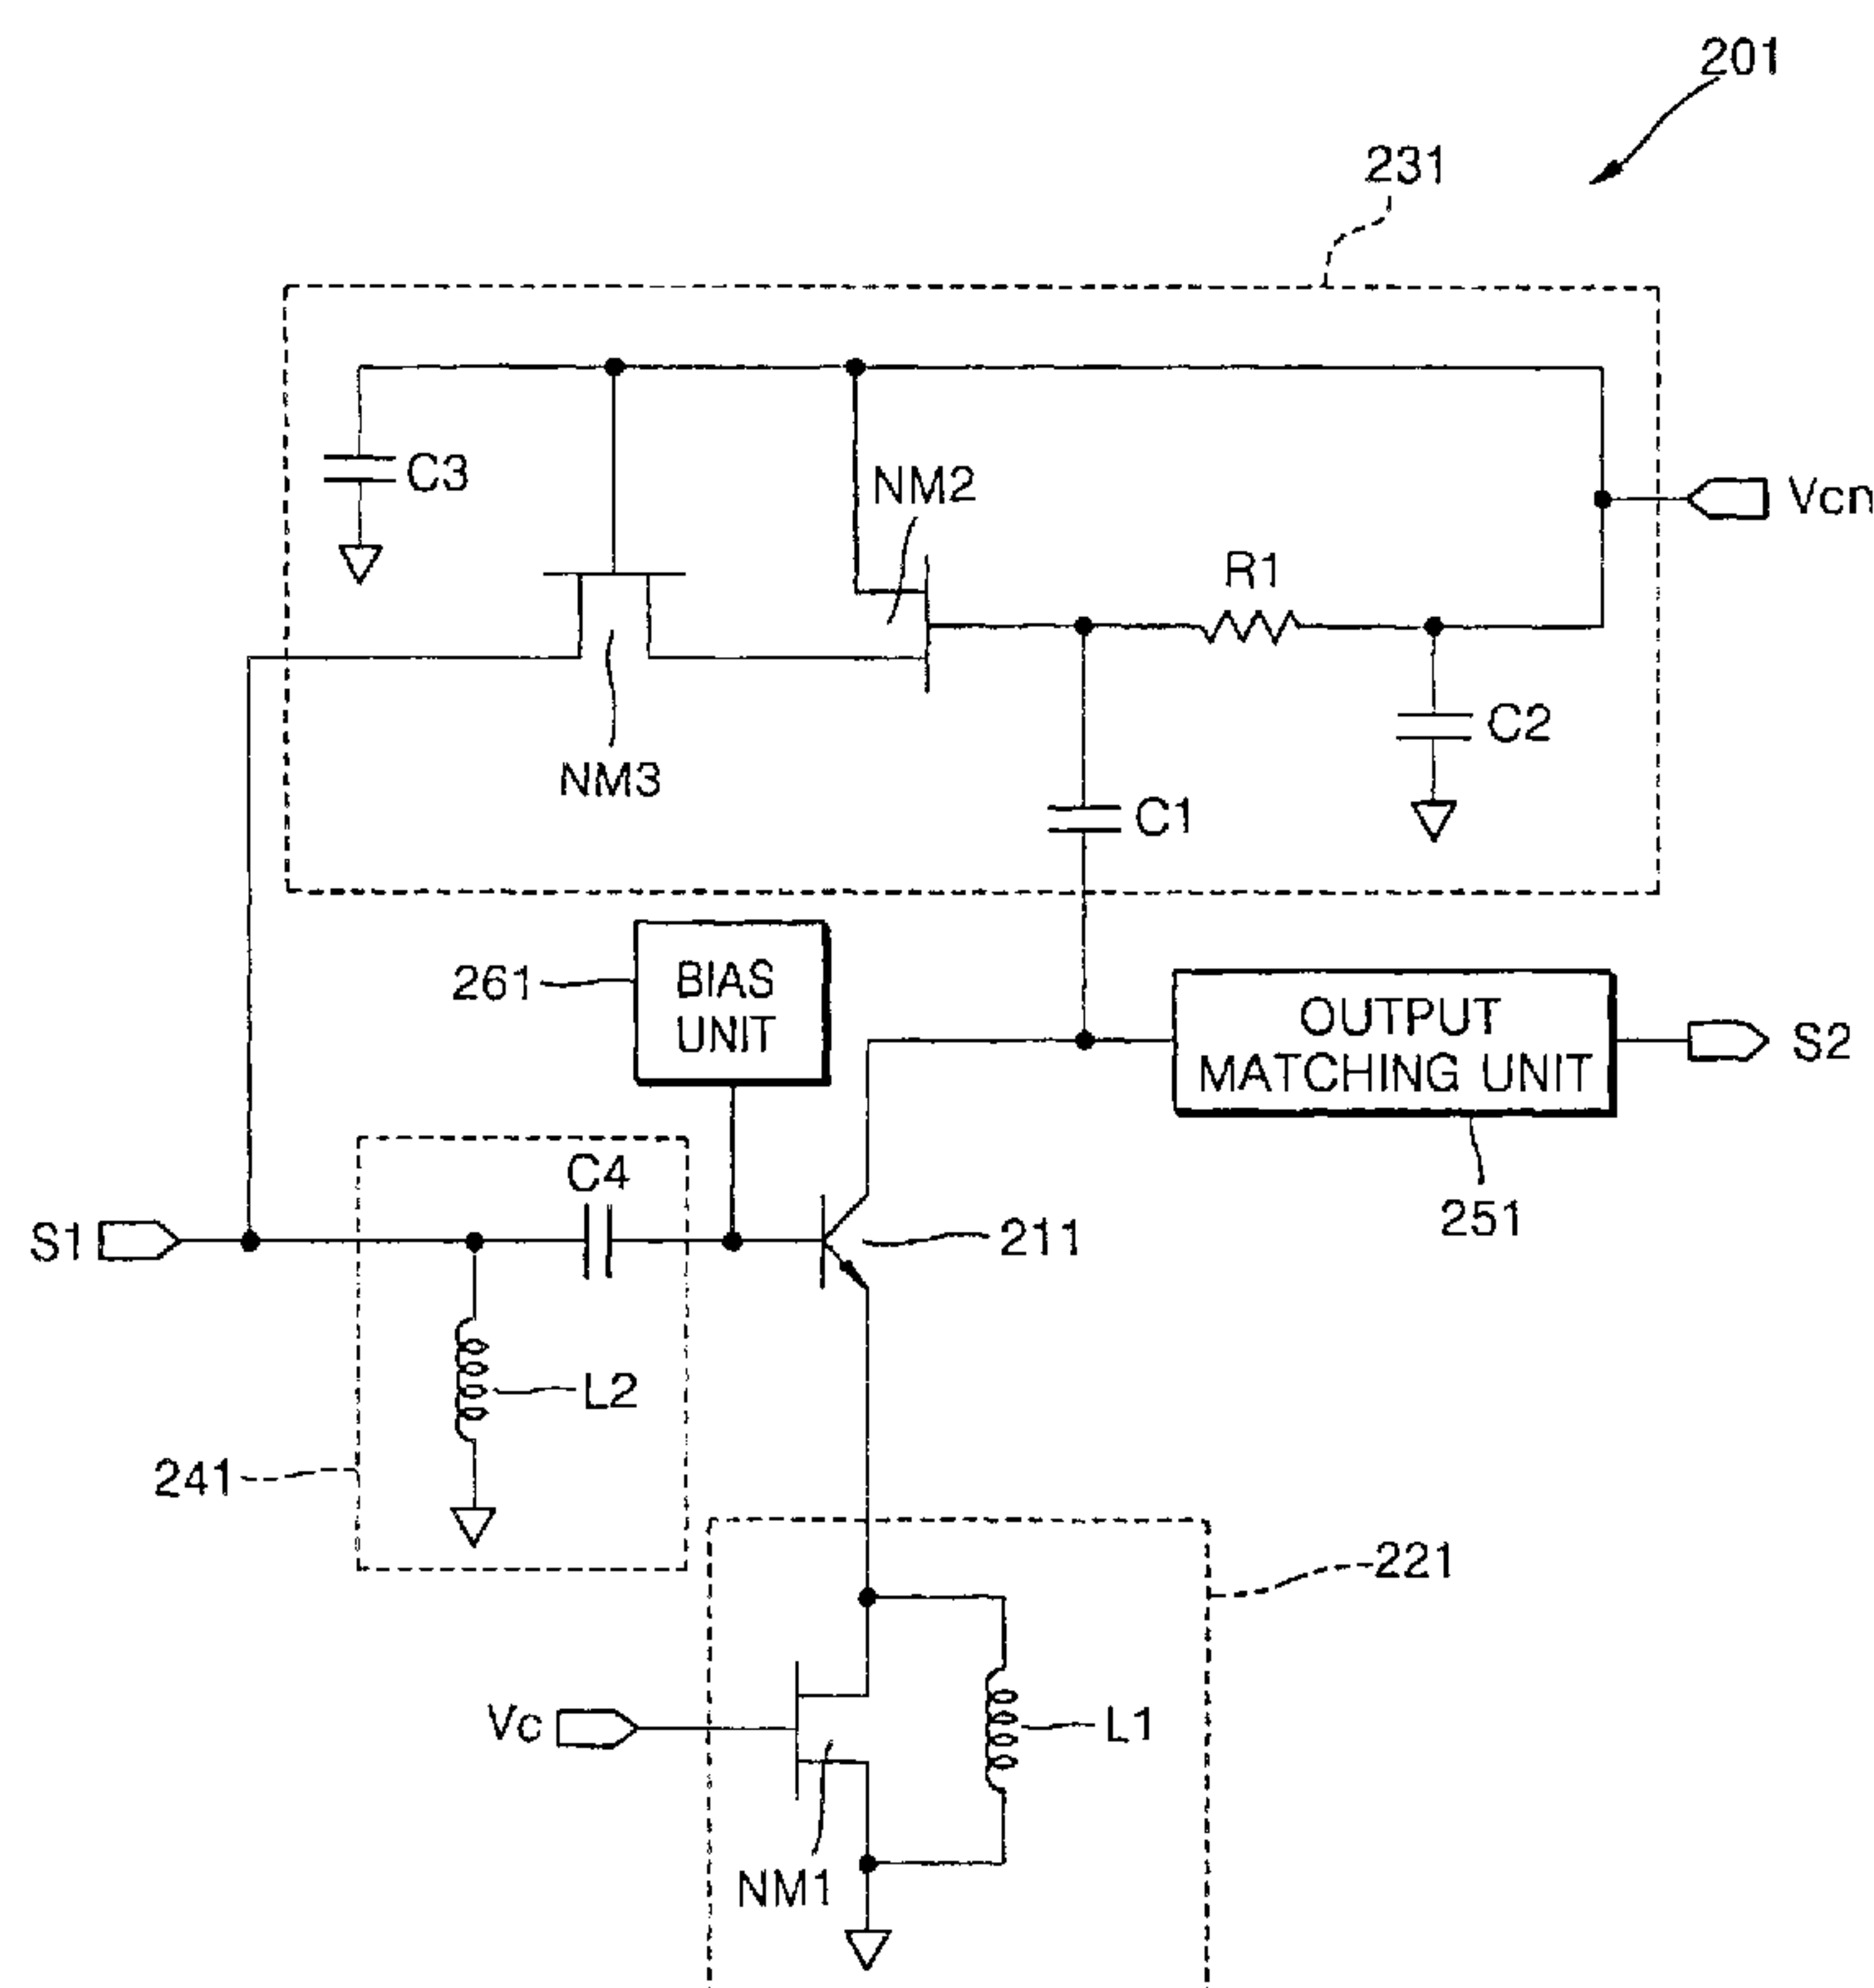 201
231
C3
NM2
Vcn
R1
C2
NM3
C1
261
BIAS
UNIT
OUTPUT
MATCHING UNIT
S2
C4
251
S1
211
L2
241
221
Vc
L1
NM1